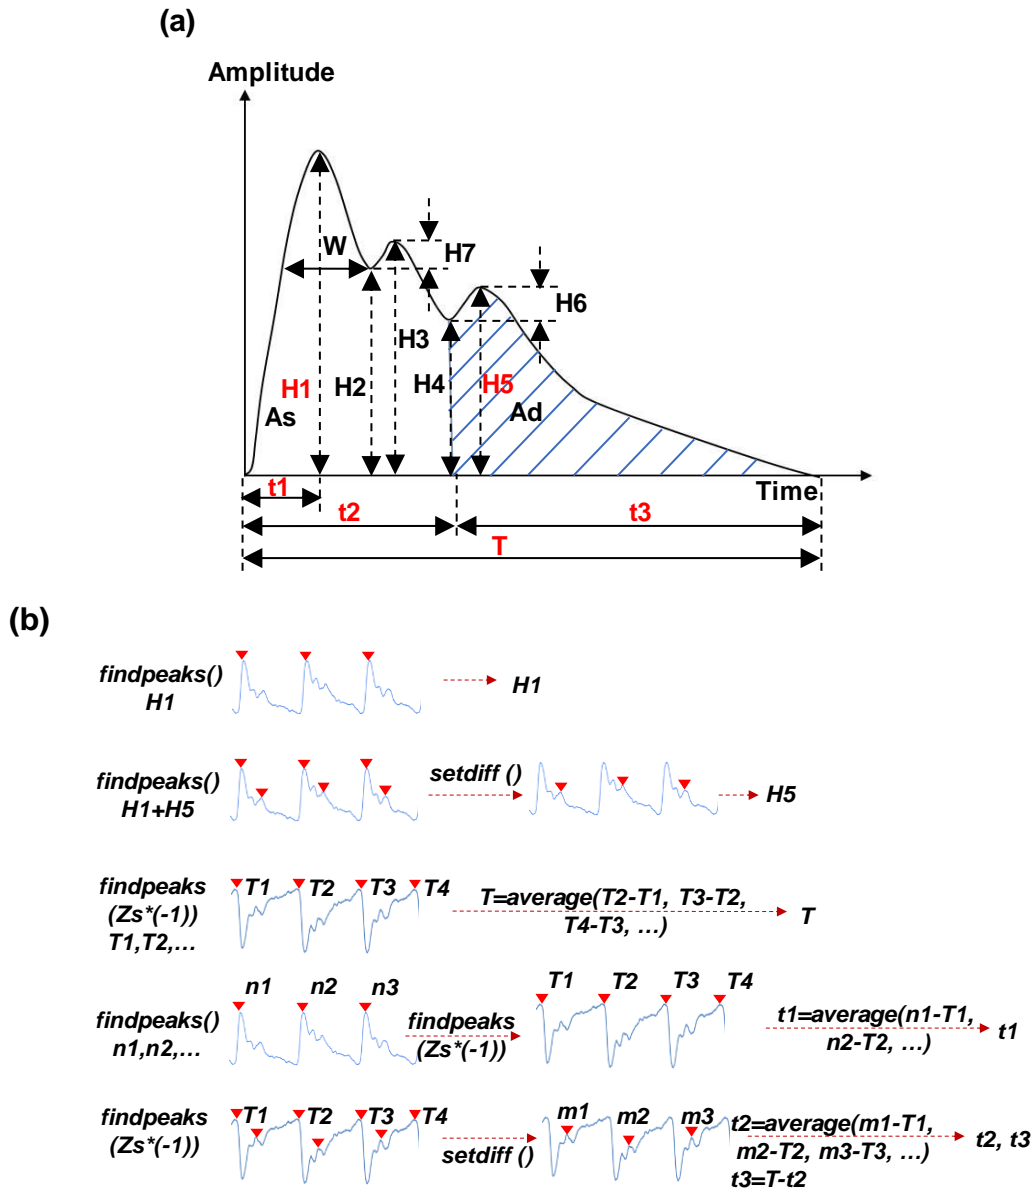 (a)
Amplitude
W
H7
H6
H3
H1
H2
H4
H5
As
Ad
t1
Time
t2
t3
T
(b)
findpeaks()
H1
H1
findpeaks()
H1+H5
setdiff ()
H5
findpeaks
(Zs*(-1))
T1,T2,…
T1
T2
T3
T4
T=average(T2-T1, T3-T2,
T4-T3, …)
T
findpeaks()
n1,n2,…
n1
n2
n3
findpeaks
(Zs*(-1))
T1
T2
T3
T4
t1=average(n1-T1,
n2-T2, …)
t1
findpeaks
(Zs*(-1))
T1
T2
T3
T4
setdiff ()
m1
m2
m3
t2=average(m1-T1,
m2-T2, m3-T3, …)
t3=T-t2
t2, t3